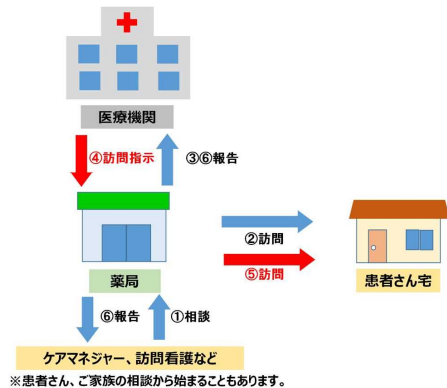 医療機関
④訪問指示
③⑥報告
②訪問
⑤訪問
薬局
患者さん宅
⑥報告
①相談
ケアマネジャー、訪問看護など
※患者さん、ご家族の相談から始まることもあります。